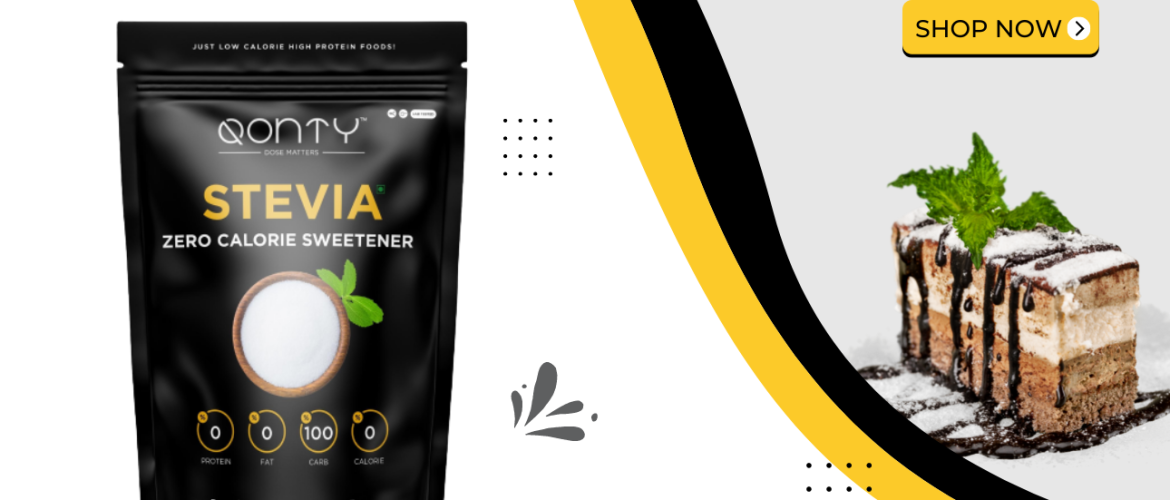 JUST LOW CALORIE HIGH PROTEIN FOODS!
QONTY™
DOSE MATTERS
STEVIA
ZERO CALORIE SWEETENER
% % % %
0 0 100 0
PROTEIN FAT CARB CALORIE
SHOP NOW